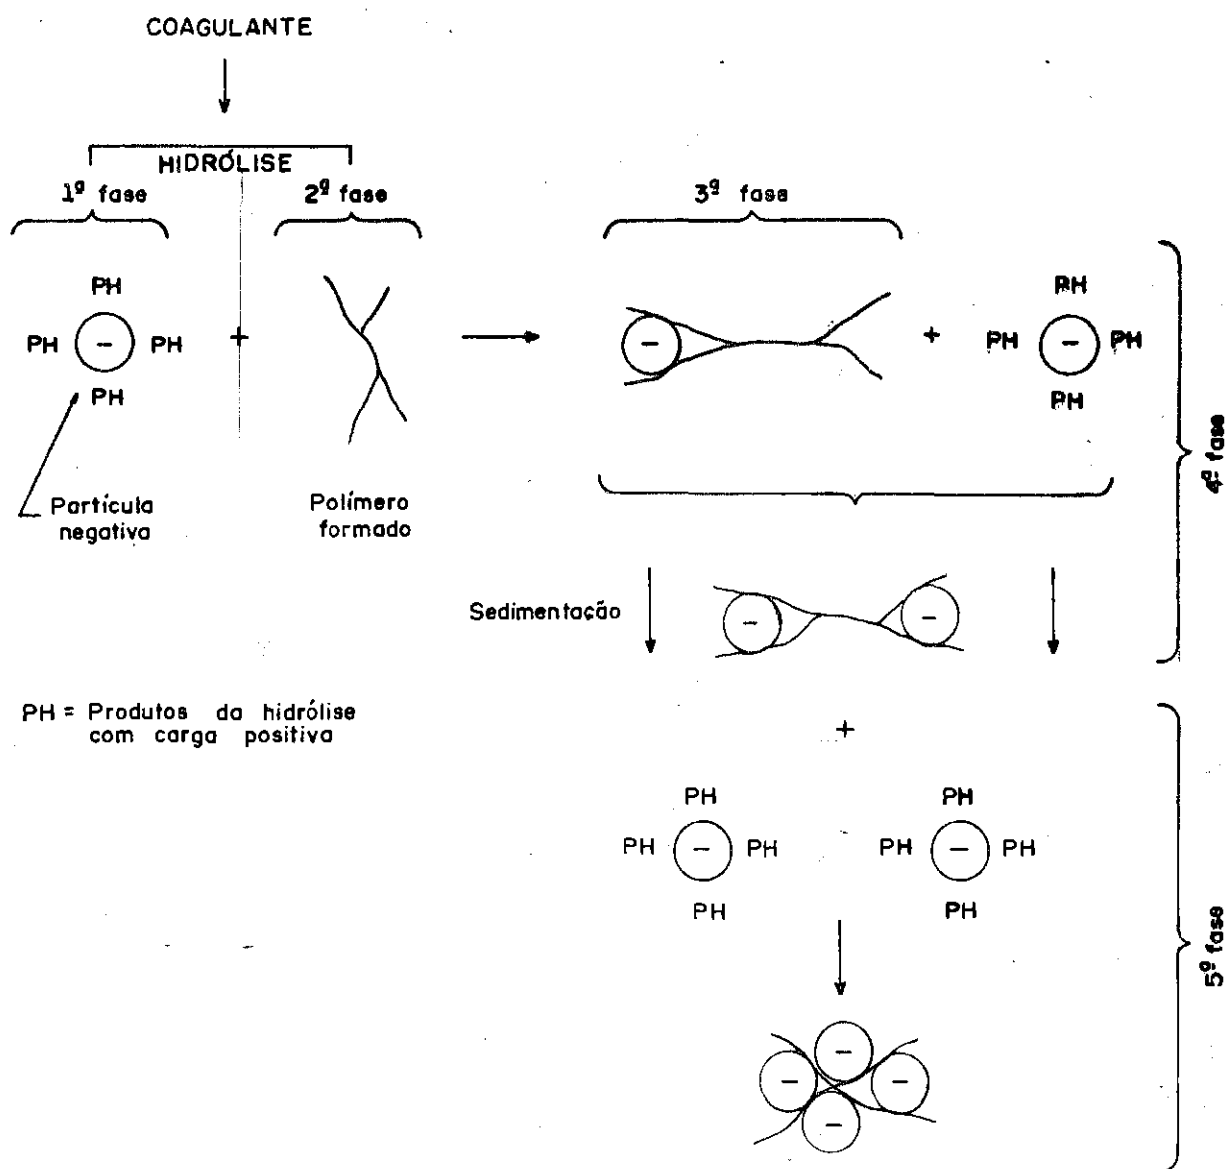 COAGULANTE
HIDRÓLISE
1ª fase
2ª fase
3ª fase
PH
PH
−
PH
PH
+
−
+
PH
PH
−
PH
PH
4ª fase
Partícula
negativa
Polímero
formado
Sedimentação
−
−
PH = Produtos da hidrólise
com carga positiva
+
PH
PH
−
PH
PH
PH
PH
−
PH
PH
5ª fase
−
−
−
−